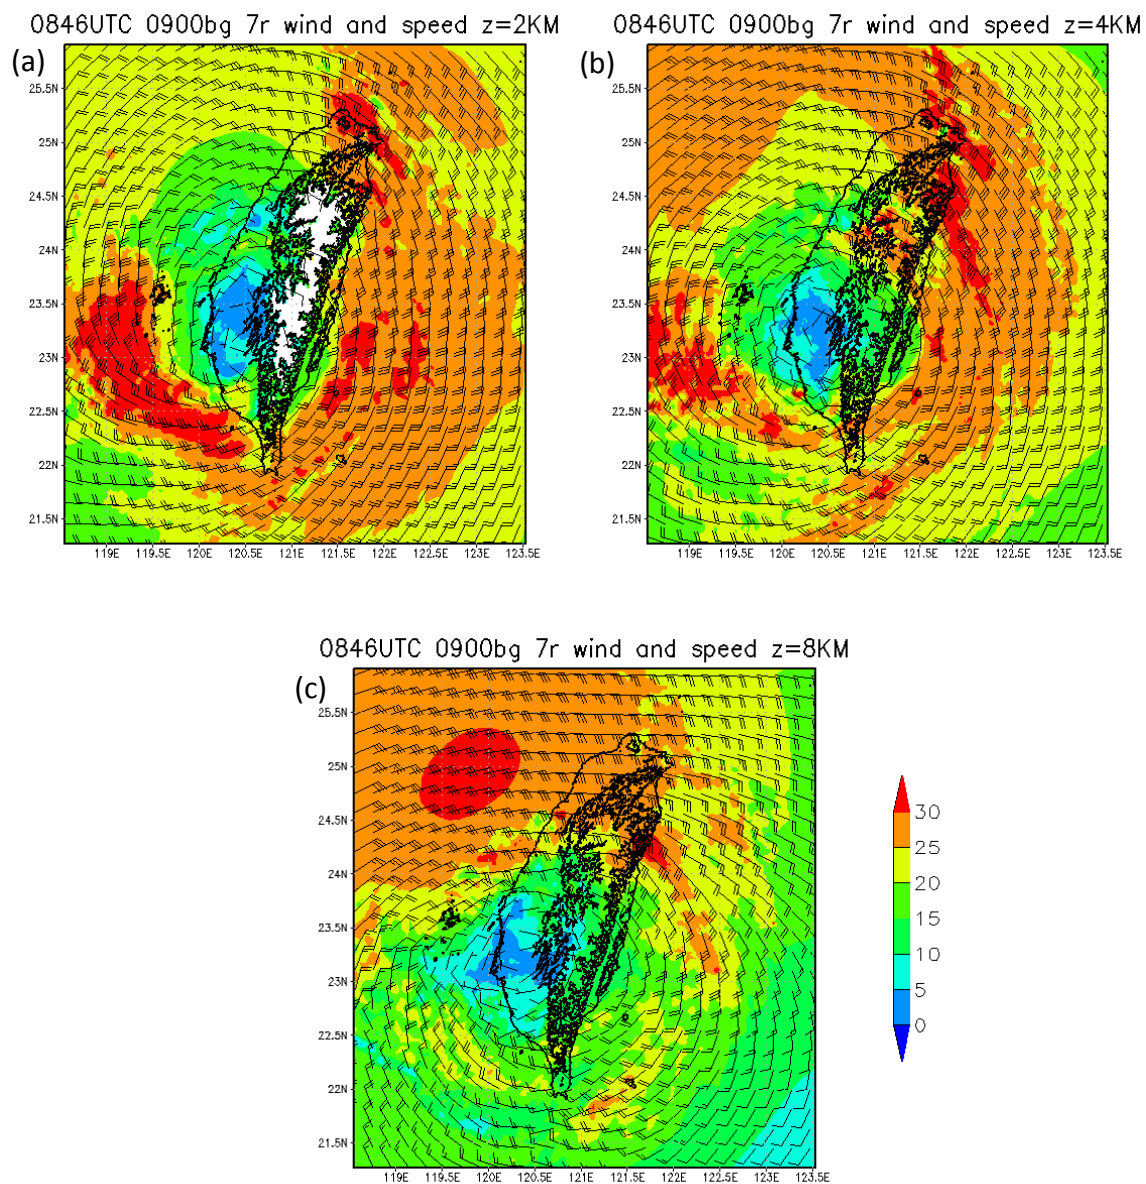 0846UTC 0900bg 7r wind and speed z=2KM
(a)
25.5N
25N
24.5N
24N
23.5N
23N
22.5N
22N
21.5N
119E 119.5E 120E 120.5E 121E 121.5E 122E 122.5E 123E 123.5E
0846UTC 0900bg 7r wind and speed z=4KM
(b)
25.5N
25N
24.5N
24N
23.5N
23N
22.5N
22N
21.5N
119E 119.5E 120E 120.5E 121E 121.5E 122E 122.5E 123E 123.5E
0846UTC 0900bg 7r wind and speed z=8KM
(c)
25.5N
25N
24.5N
24N
23.5N
23N
22.5N
22N
21.5N
119E 119.5E 120E 120.5E 121E 121.5E 122E 122.5E 123E 123.5E
30
25
20
15
10
5
0